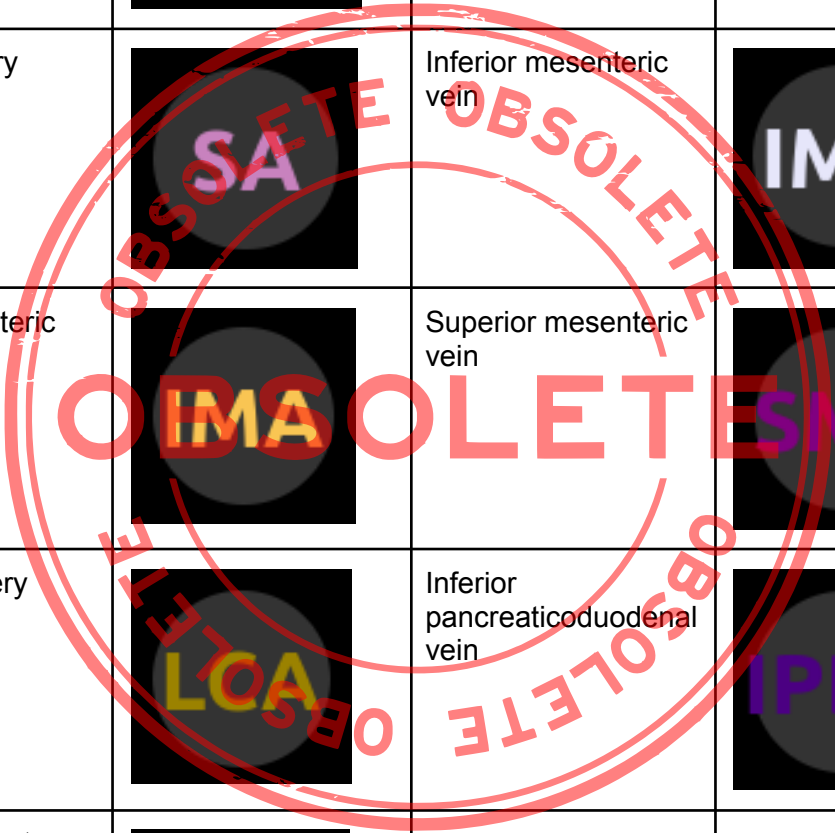 ry
SA
Inferior mesenteric
vein
IM
teric
IMA
Superior mesenteric
vein
ery
LCA
Inferior
pancreaticoduodenal
vein
IP
OBSOLETE
OBSOLETE
OBSOLETE
OBSOLETE
OBSOLETE